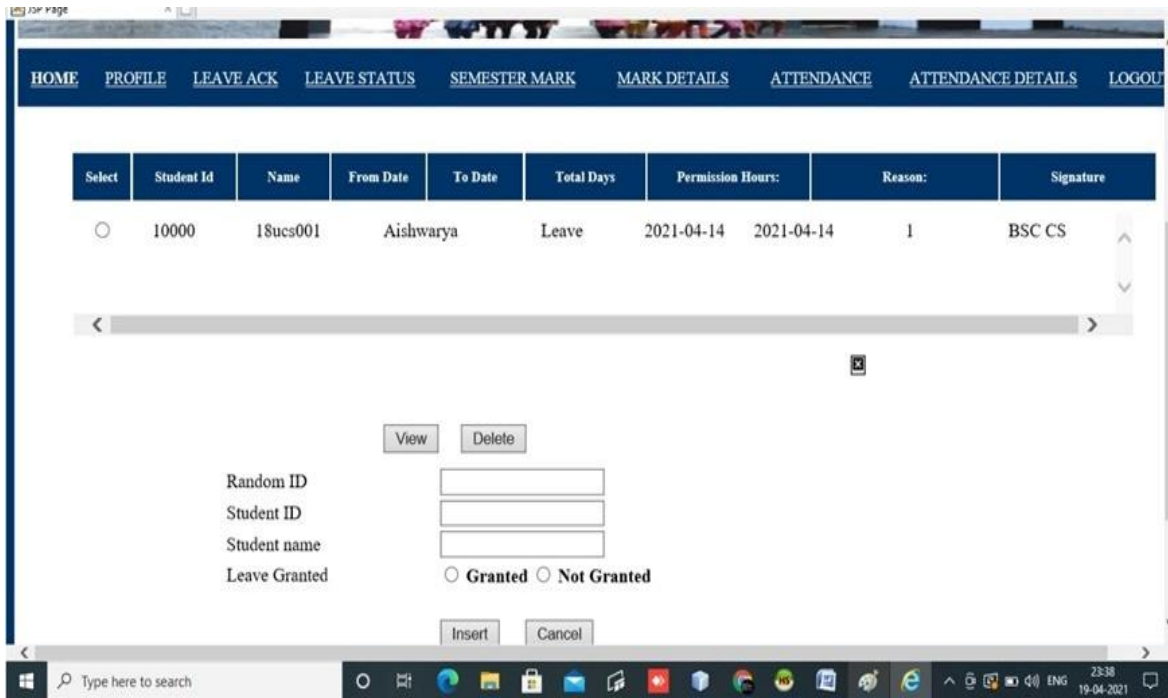 JSP Page
HOME PROFILE LEAVE ACK LEAVE STATUS SEMESTER MARK MARK DETAILS ATTENDANCE ATTENDANCE DETAILS LOGOUT
Select Student Id Name From Date To Date Total Days Permission Hours: Reason: Signature
10000 18ucs001 Aishwarya Leave 2021-04-14 2021-04-14 1 BSC CS
View Delete
Random ID
Student ID
Student name
Leave Granted Granted Not Granted
Insert Cancel
Type here to search ENG 23:38
19-04-2021